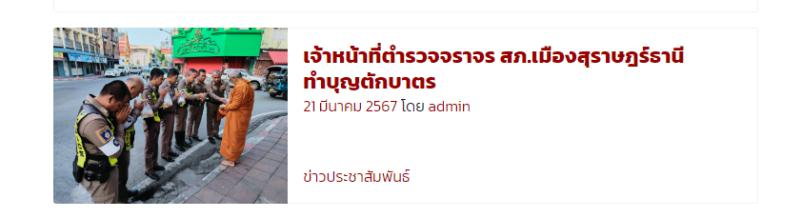 เจ้าหน้าที่ตำรวจจราจร สภ.เมืองสุราษฎร์ธานี
ทำบุญตักบาตร
21 มีนาคม 2567 โดย admin
ข่าวประชาสัมพันธ์